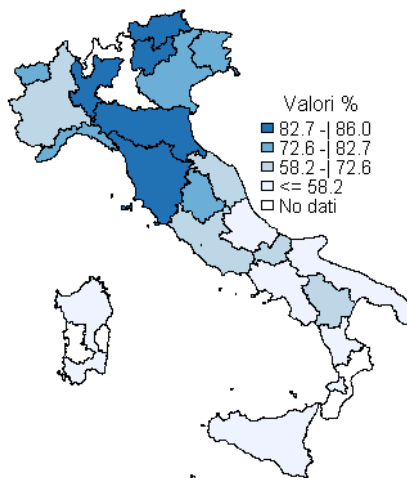 Valori %
82.7 -| 86.0
72.6 -| 82.7
58.2 -| 72.6
<= 58.2
No dati